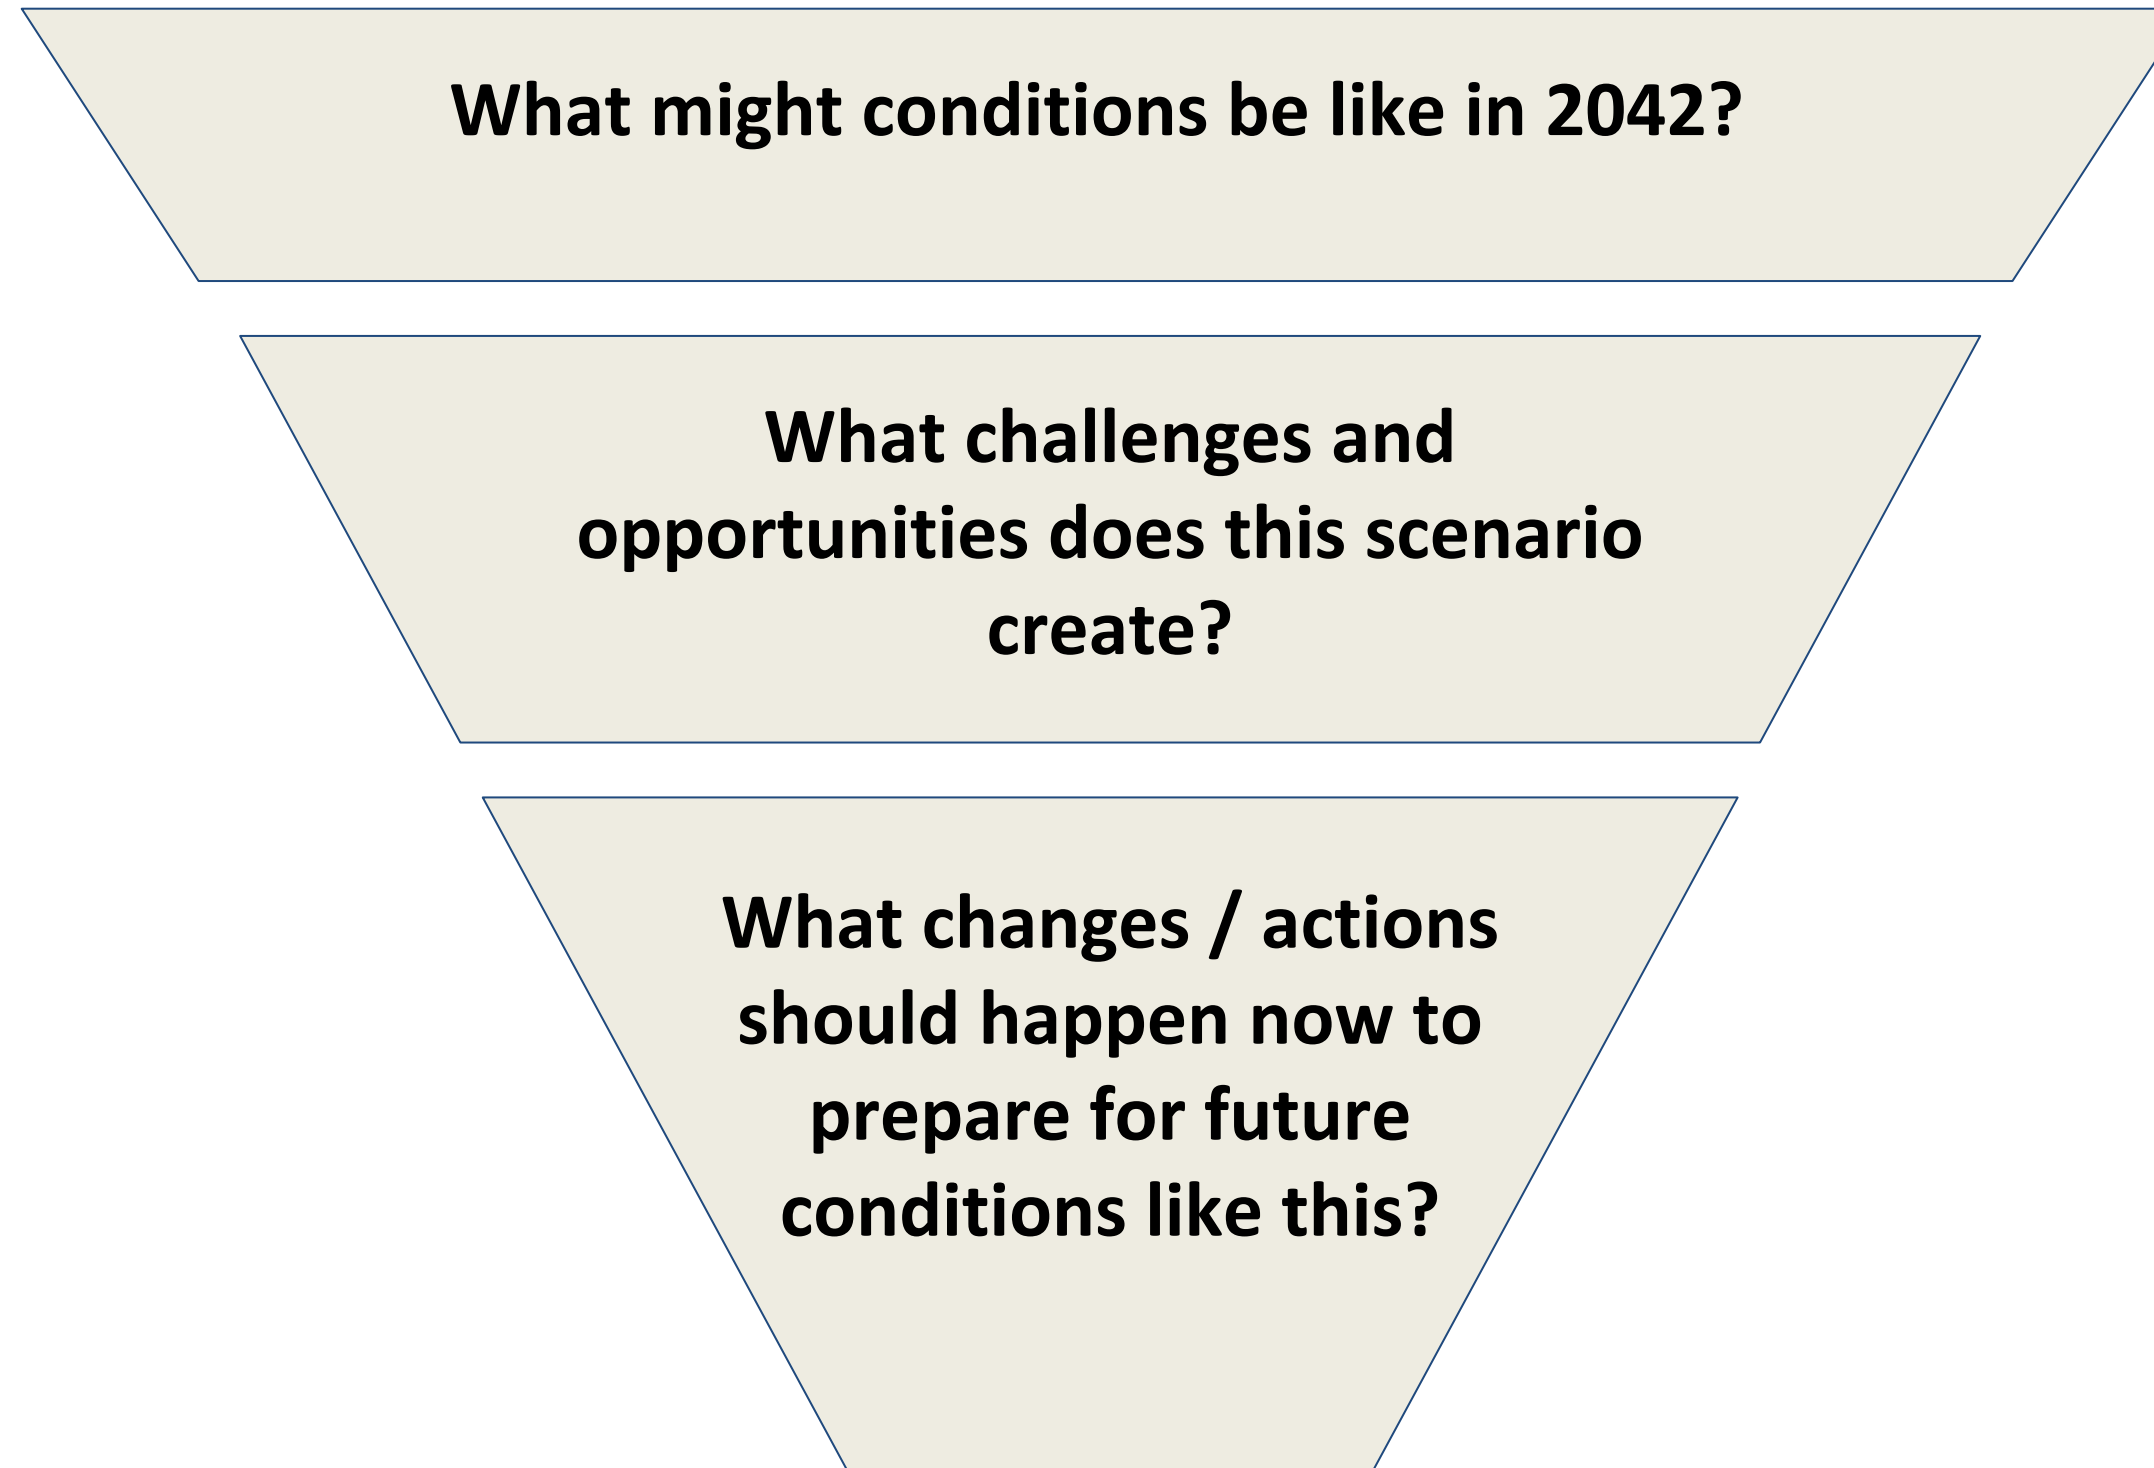 What might conditions be like in 2042?
What challenges and
opportunities does this scenario
create?
What changes / actions
should happen now to
prepare for future
conditions like this?